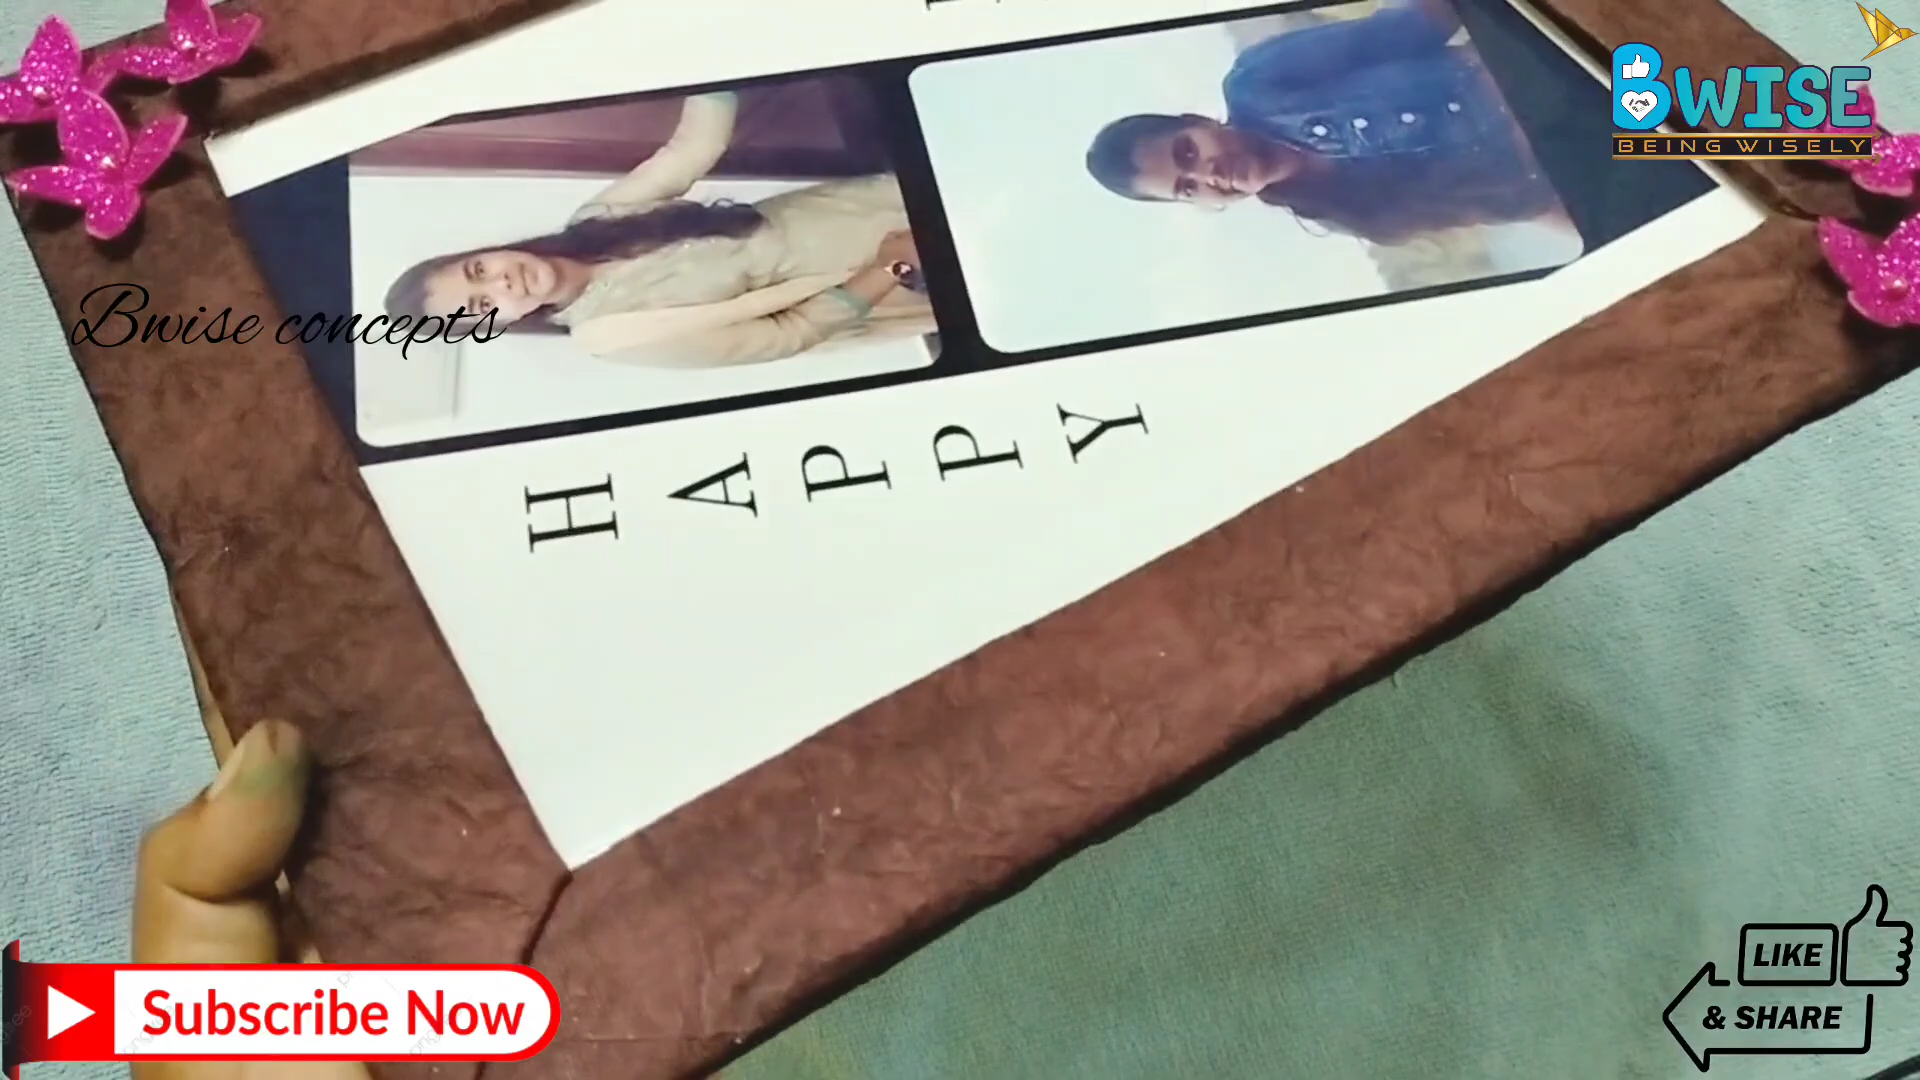 BWISE
BEING WISELY
Bwise concepts
HAPPY
Subscribe Now
LIKE
& SHARE